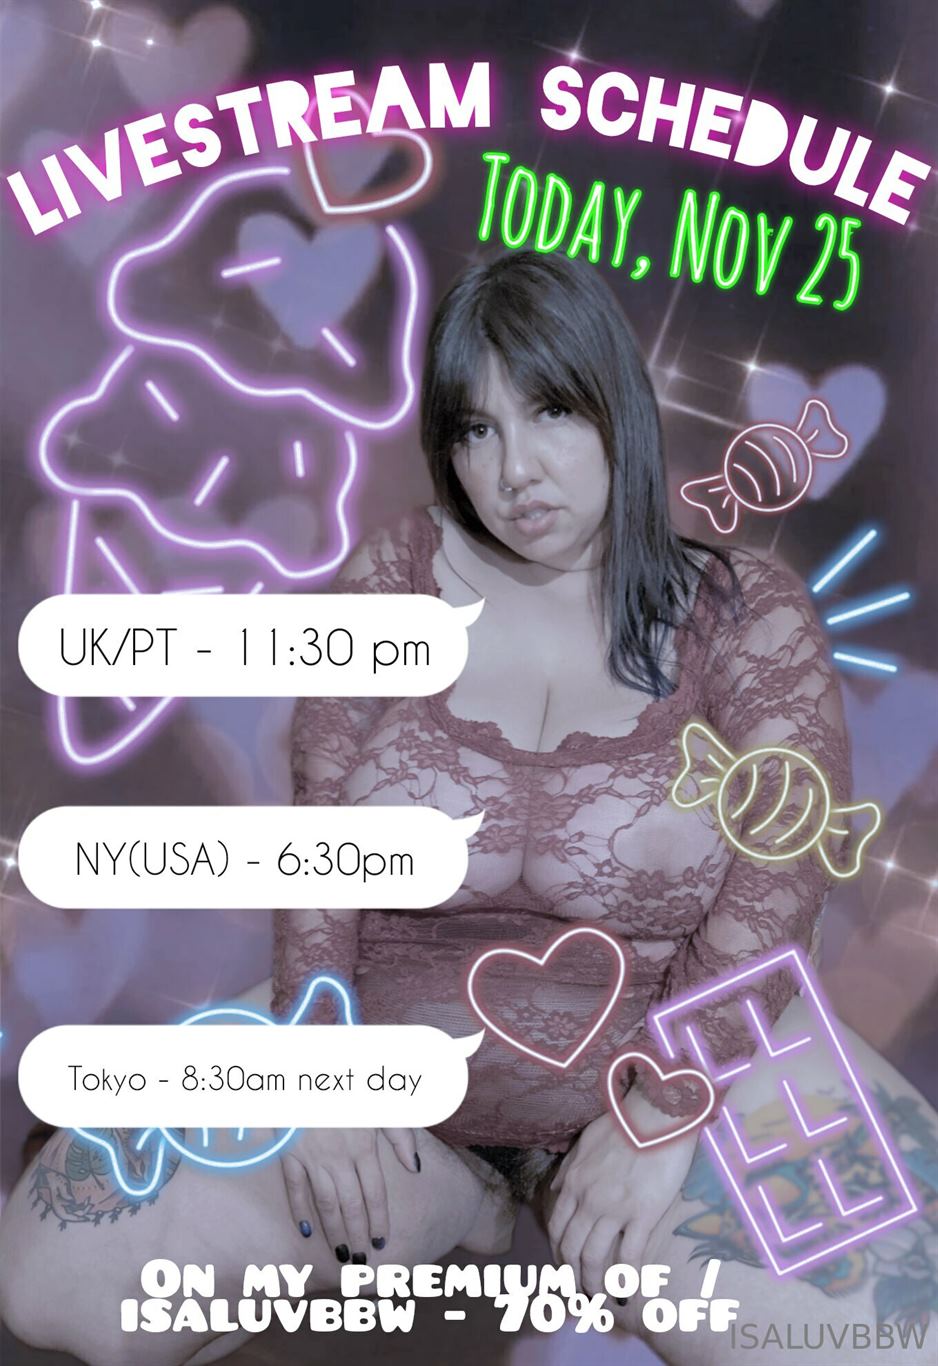 LIVESTREAM SCHEDULE
TODAY, NOV 25
UK/PT - 11:30 pm
NY(USA) - 6:30pm
Tokyo - 8:30am next day
ON MY PREMIUM OF /
ISALUVBBW - 70% OFF
ISALUVBBW